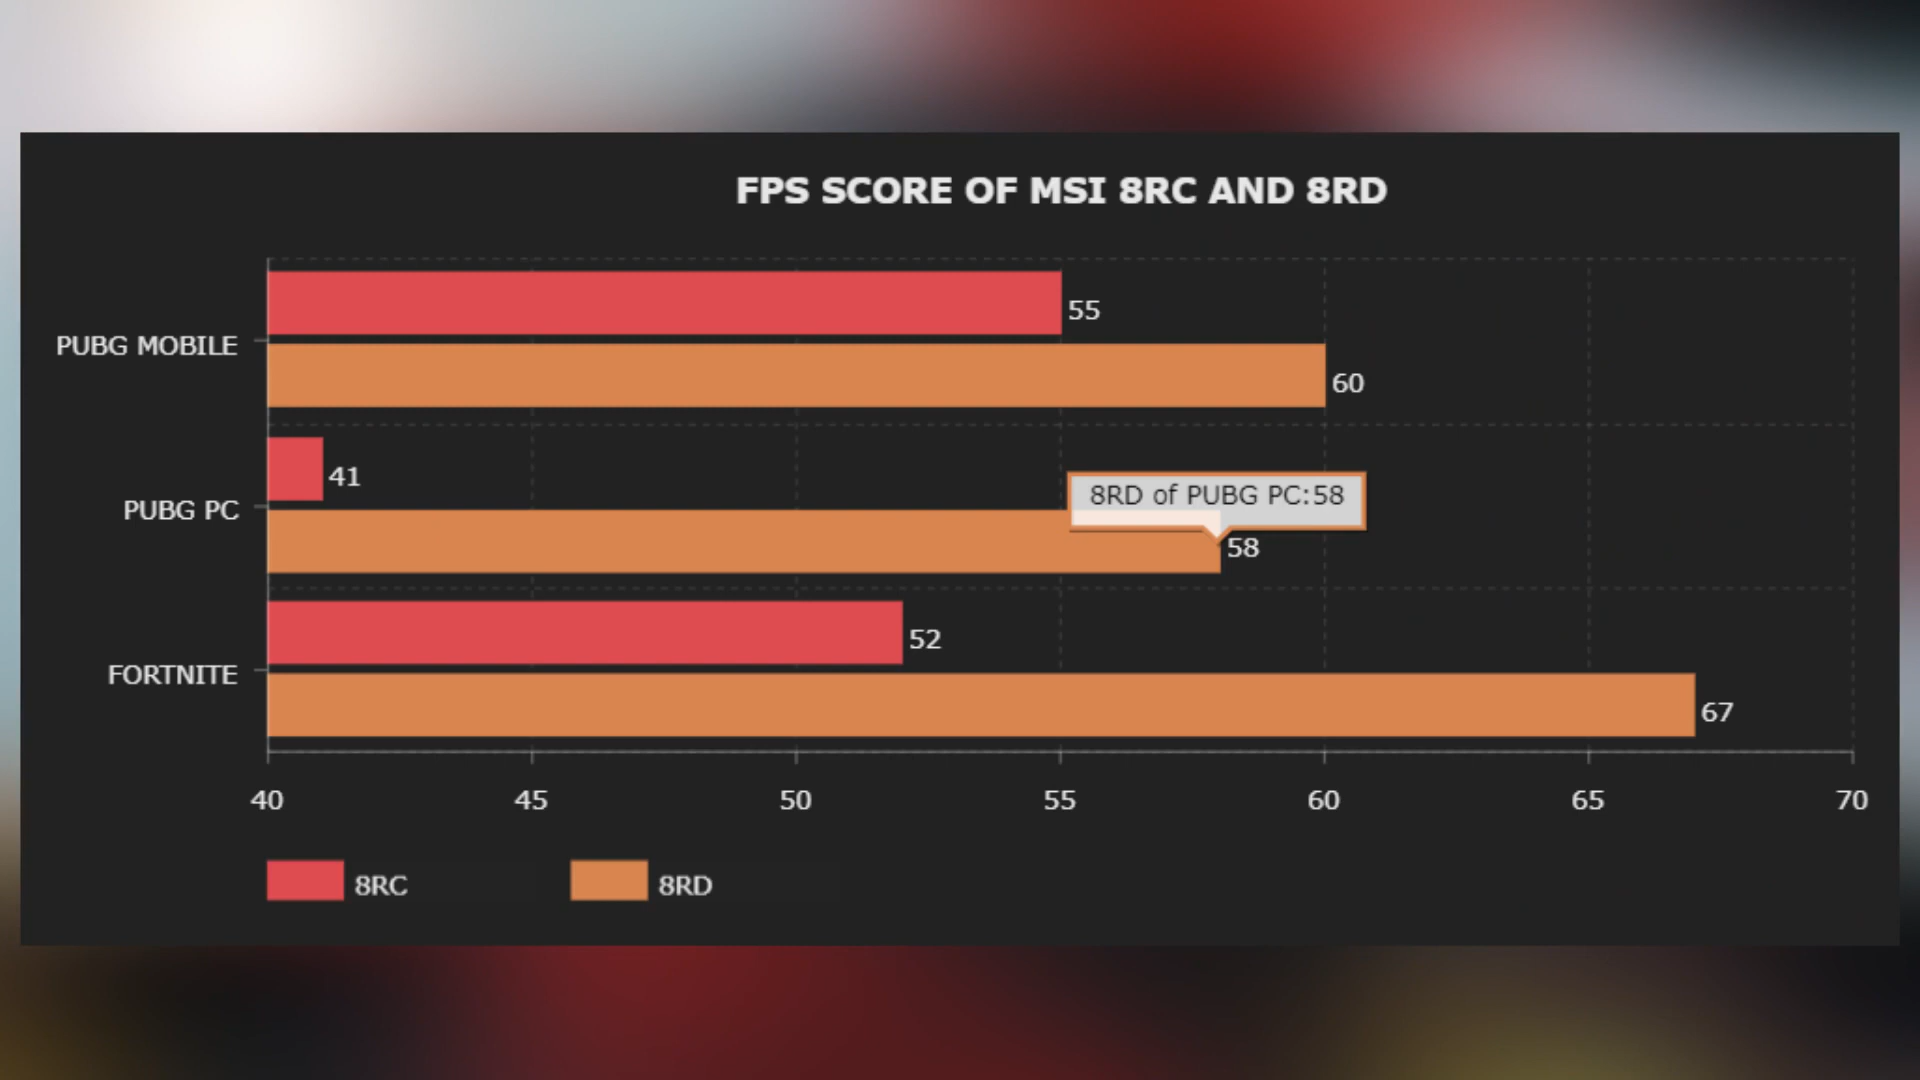 FPS SCORE OF MSI 8RC AND 8RD
PUBG MOBILE
55
60
PUBG PC
41
8RD of PUBG PC:58
58
FORTNITE
52
67
40 45 50 55 60 65 70
8RC 8RD